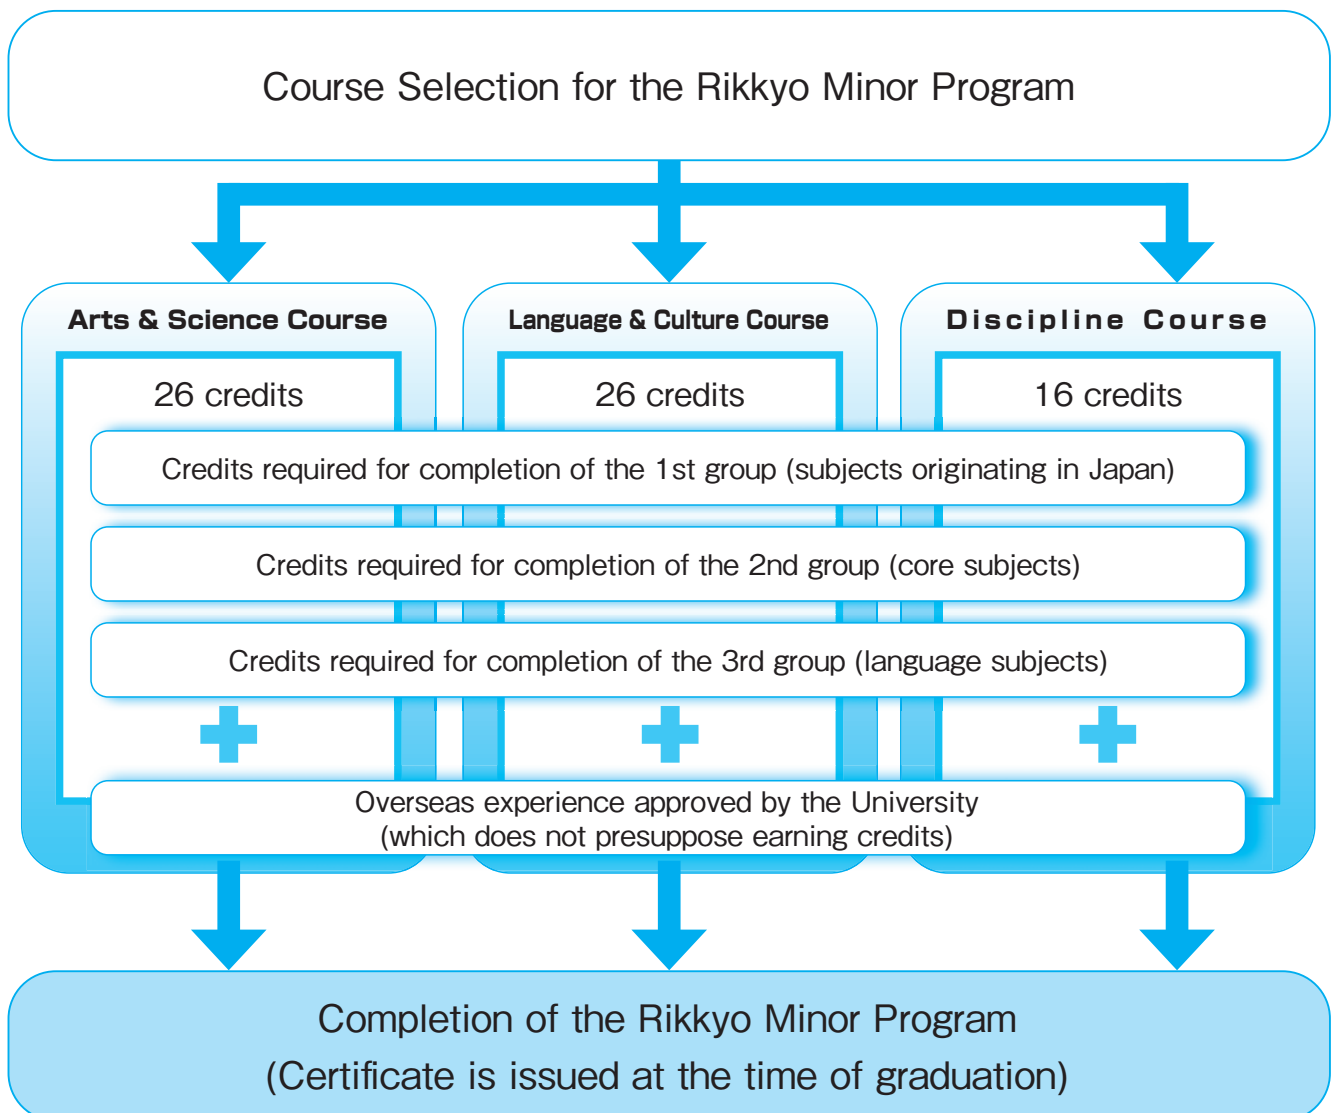 Course Selection for the Rikkyo Minor Program
Arts & Science Course
Language & Culture Course
Discipline Course
26 credits
26 credits
16 credits
Credits required for completion of the 1st group (subjects originating in Japan)
Credits required for completion of the 2nd group (core subjects)
Credits required for completion of the 3rd group (language subjects)
Overseas experience approved by the University
(which does not presuppose earning credits)
Completion of the Rikkyo Minor Program
(Certificate is issued at the time of graduation)